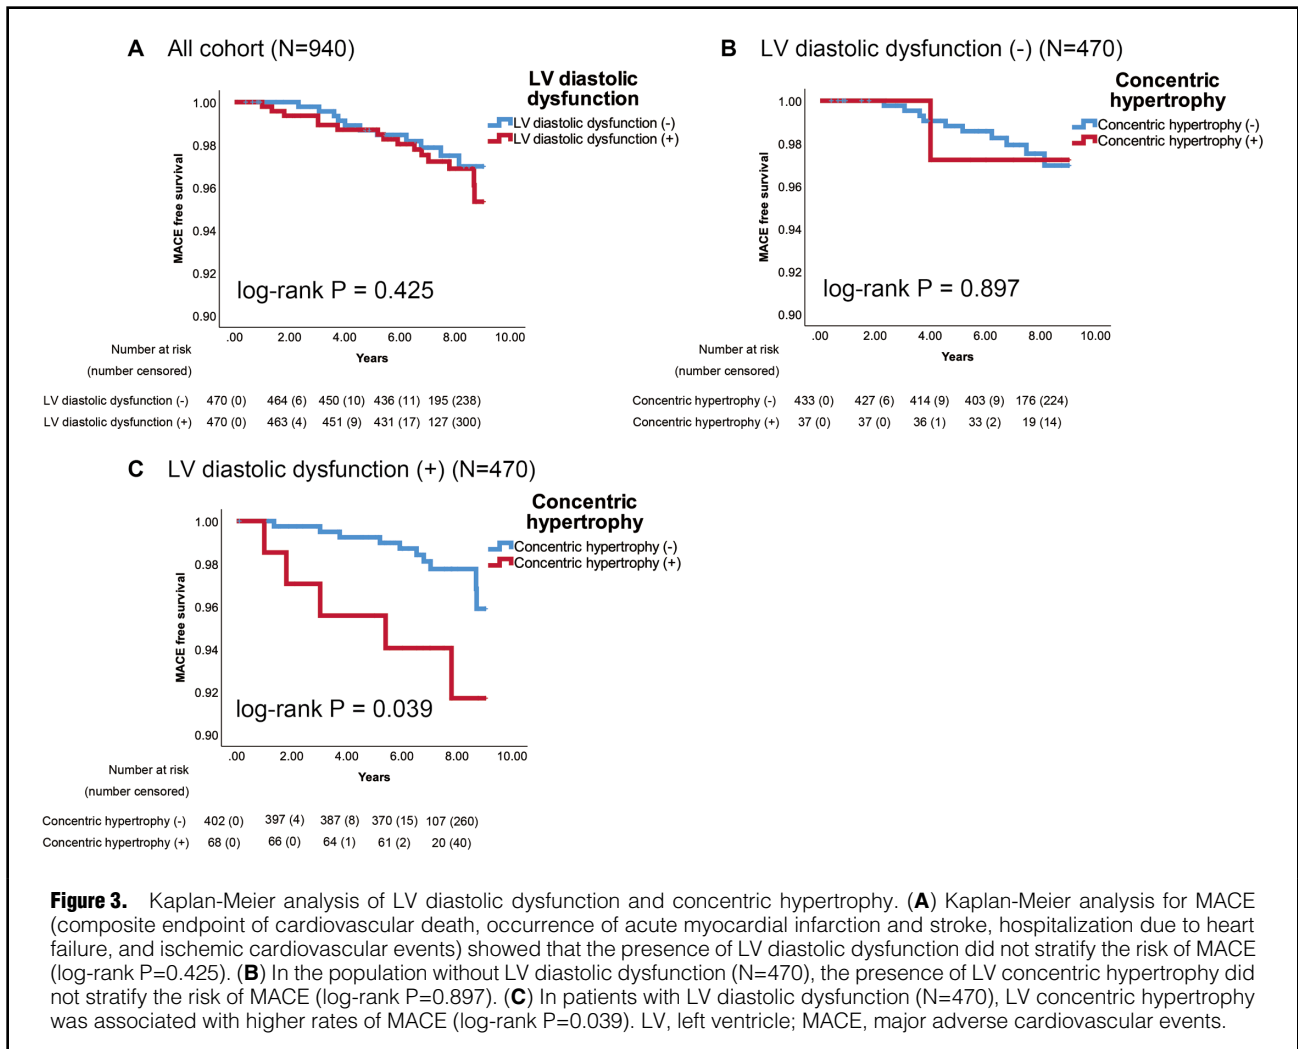 A All cohort (N=940)
LV diastolic
dysfunction
LV diastolic dysfunction (-)
LV diastolic dysfunction (+)
MACE free survival
1.00
0.98
0.96
0.94
0.92
0.90
log-rank P = 0.425
.00 2.00 4.00 6.00 8.00 10.00
Years
Number at risk
(number censored)
LV diastolic dysfunction (-) 470 (0) 464 (6) 450 (10) 436 (11) 195 (238)
LV diastolic dysfunction (+) 470 (0) 463 (4) 451 (9) 431 (17) 127 (300)
B LV diastolic dysfunction (-) (N=470)
Concentric
hypertrophy
Concentric hypertrophy (-)
Concentric hypertrophy (+)
MACE free survival
1.00
0.98
0.96
0.94
0.92
0.90
log-rank P = 0.897
.00 2.00 4.00 6.00 8.00 10.00
Years
Number at risk
(number censored)
Concentric hypertrophy (-) 433 (0) 427 (6) 414 (9) 403 (9) 176 (224)
Concentric hypertrophy (+) 37 (0) 37 (0) 36 (1) 33 (2) 19 (14)
C LV diastolic dysfunction (+) (N=470)
Concentric
hypertrophy
Concentric hypertrophy (-)
Concentric hypertrophy (+)
MACE free survival
1.00
0.98
0.96
0.94
0.92
0.90
log-rank P = 0.039
.00 2.00 4.00 6.00 8.00 10.00
Years
Number at risk
(number censored)
Concentric hypertrophy (-) 402 (0) 397 (4) 387 (8) 370 (15) 107 (260)
Concentric hypertrophy (+) 68 (0) 66 (0) 64 (1) 61 (2) 20 (40)
Figure 3. Kaplan-Meier analysis of LV diastolic dysfunction and concentric hypertrophy. (A) Kaplan-Meier analysis for MACE
(composite endpoint of cardiovascular death, occurrence of acute myocardial infarction and stroke, hospitalization due to heart
failure, and ischemic cardiovascular events) showed that the presence of LV diastolic dysfunction did not stratify the risk of MACE
(log-rank P=0.425). (B) In the population without LV diastolic dysfunction (N=470), the presence of LV concentric hypertrophy did
not stratify the risk of MACE (log-rank P=0.897). (C) In patients with LV diastolic dysfunction (N=470), LV concentric hypertrophy
was associated with higher rates of MACE (log-rank P=0.039). LV, left ventricle; MACE, major adverse cardiovascular events.